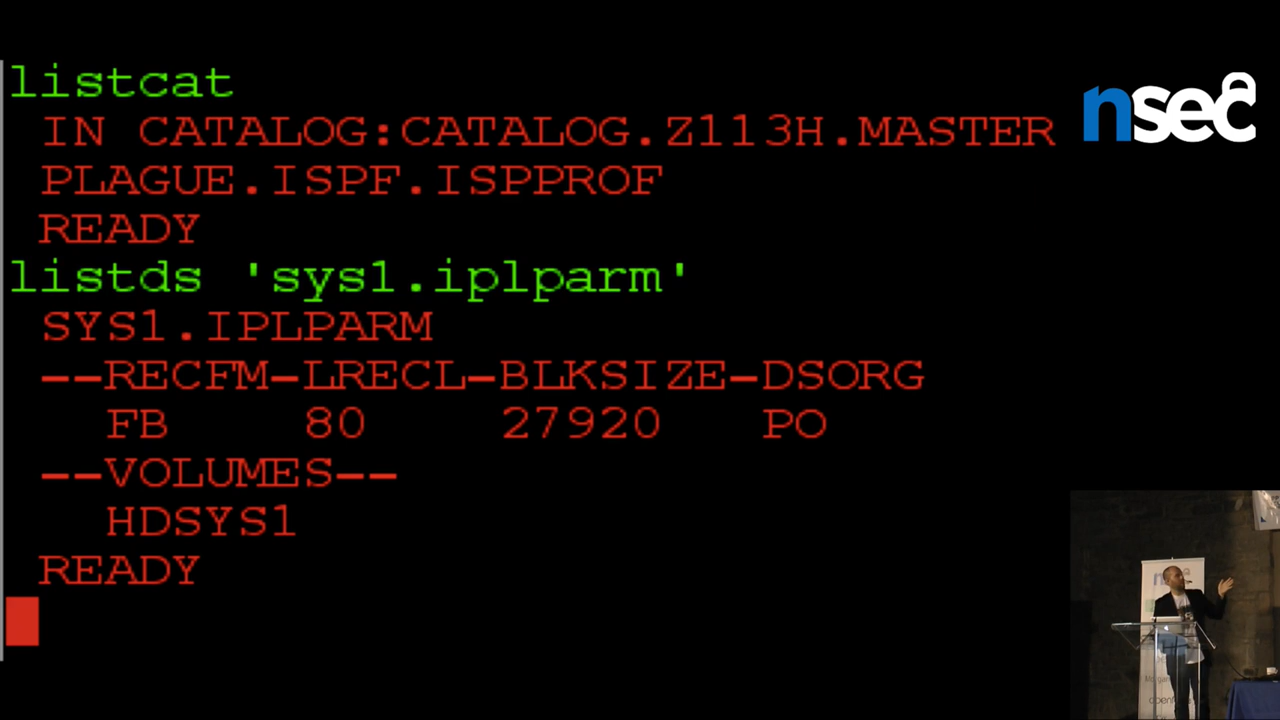 listcat
IN CATALOG:CATALOG.Z113H.MASTER
PLAGUE.ISPF.ISPPROF
READY
listds 'sys1.iplparm'
SYS1.IPLPARM
--RECFM-LRECL-BLKSIZE-DSORG
FB 80 27920 PO
--VOLUMES--
HDSYS1
READY
nsec